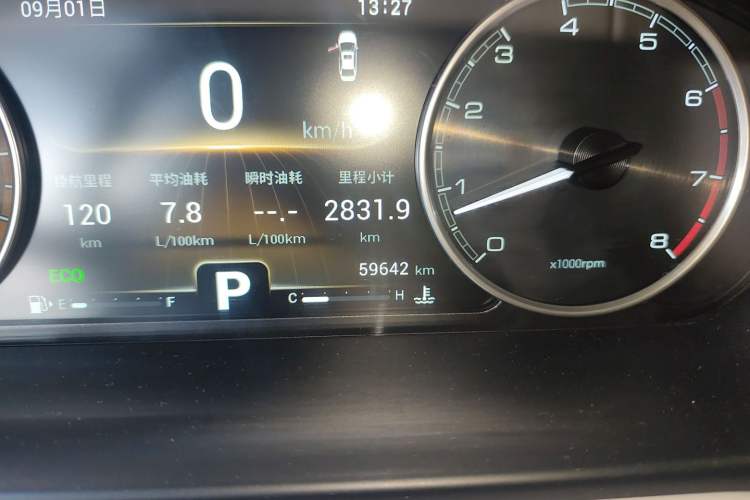 09月01日
13:27
0
km/h
续航里程 平均油耗 瞬时油耗 里程小计
120 7.8 --.- 2831.9
km L/100km L/100km km
ECO
59642 km
P
E F
C H
0 1 2 3 4 5 6 7 8
x1000rpm